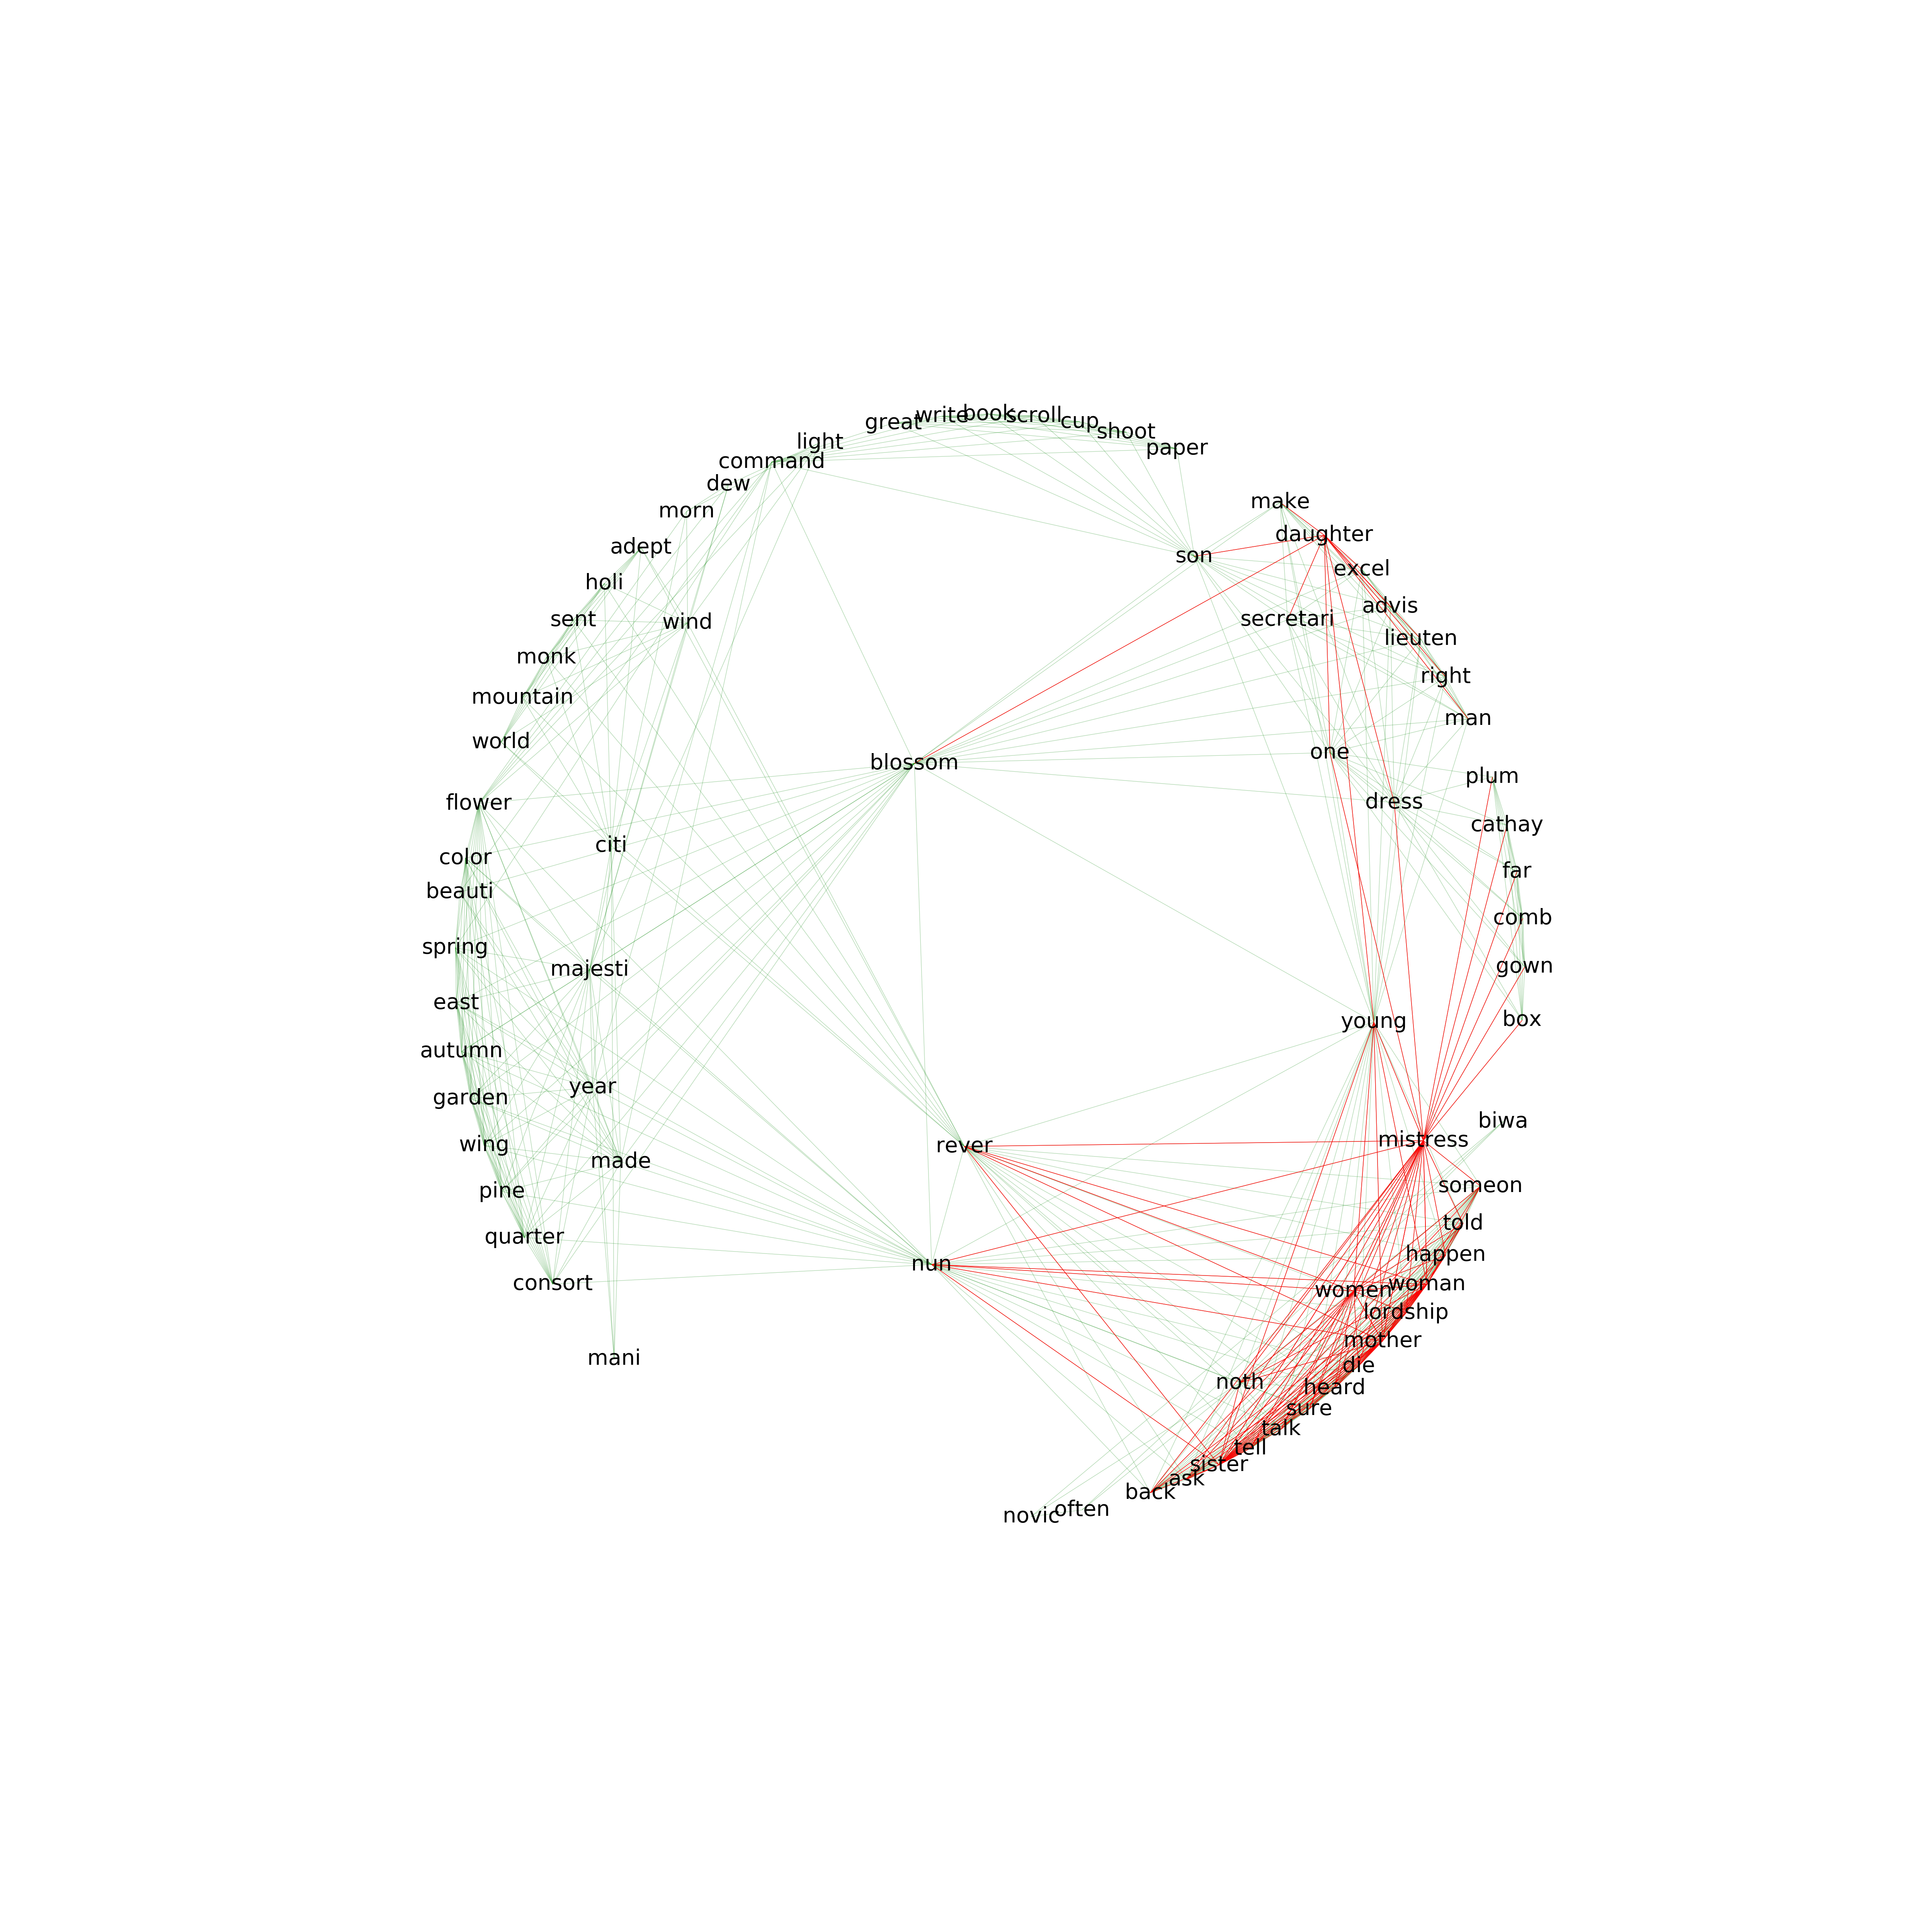 great
write
book
scroll
cup
shoot
paper
light
command
dew
morn
adept
holi
sent
wind
monk
mountain
world
make
daughter
son
excel
advis
secretari
lieuten
right
man
blossom
one
plum
dress
flower
cathay
citi
color
far
beauti
comb
spring
gown
majesti
east
young
box
autumn
year
garden
biwa
wing
rever
mistress
made
pine
someon
told
quarter
happen
nun
consort
women
woman
lordship
mother
mani
die
noth
heard
sure
talk
tell
sister
ask
back
novic
often